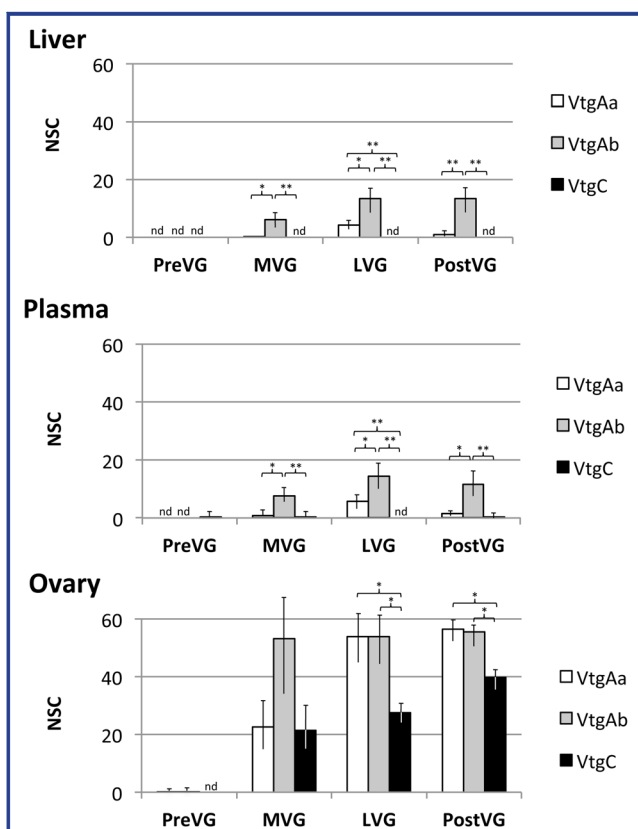 Liver
60
40
20
0
NSC
** 
* ** * ** ** **
nd nd nd nd nd nd
PreVG MVG LVG PostVG
VtgAa
VtgAb
VtgC
Plasma
60
40
20
0
NSC
**
* ** * ** * **
nd nd nd
PreVG MVG LVG PostVG
VtgAa
VtgAb
VtgC
Ovary
60
40
20
0
NSC
* *
* *
nd
PreVG MVG LVG PostVG
VtgAa
VtgAb
VtgC